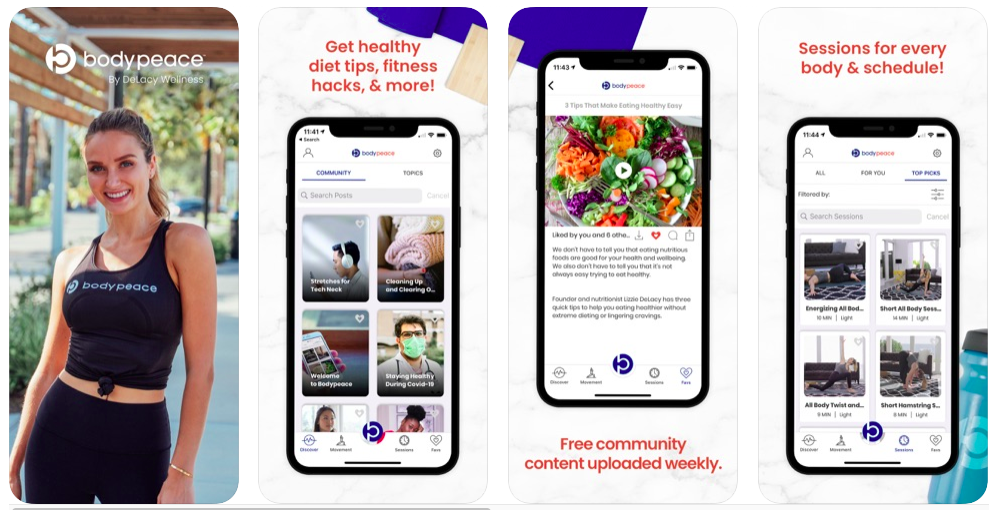 bodypeace
By DeLacy Wellness
bodypeace
Get healthy
diet tips, fitness
hacks, & more!
11:41
Search
bodypeace
COMMUNITY
TOPICS
Search Posts
Cancel
Stretches for
Tech Neck
Cleaning Up
and Clearing O...
Welcome
to Bodypeace
Staying Healthy
During Covid-19
Discover
Movement
Sessions
Favs
11:43
bodypeace
3 Tips That Make Eating Healthy Easy
Liked by you and 6 othe...
We don't have to tell you that eating nutritious
foods are good for your health and wellbeing.
We also don't have to tell you that it's not
always easy trying to eat healthy.
Founder and nutritionist Lizzie DeLacy has three
quick tips to help you eating healthier without
extreme dieting or lingering cravings.
Discover
Movement
Sessions
Favs
Free community
content uploaded weekly.
Sessions for every
body & schedule!
11:44
bodypeace
ALL
FOR YOU
TOP PICKS
Filtered by:
Search Sessions
Cancel
Energizing All Bod...
10 MIN | Light
Short All Body Sess...
14 MIN | Light
All Body Twist and...
9 MIN | Light
Short Hamstring S...
8 MIN | Light
Discover
Movement
Sessions
Favs